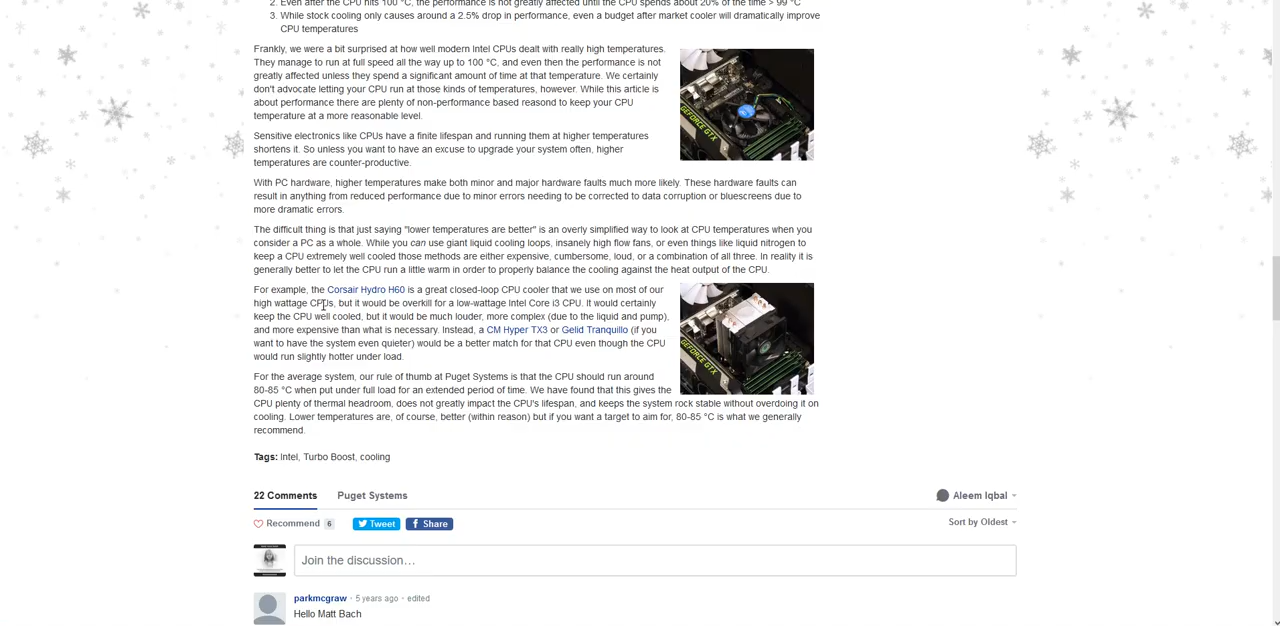 2. Even after the CPU hits 100 °C, the performance is not greatly affected until the CPU spends about 20% of the time > 99 °C
3. While stock cooling only causes around a 2.5% drop in performance, even a budget after market cooler will dramatically improve
CPU temperatures
Frankly, we were a bit surprised at how well modern Intel CPUs dealt with really high temperatures.
They manage to run at full speed all the way up to 100 °C, and even then the performance is not
greatly affected unless they spend a significant amount of time at that temperature. We certainly
don't advocate letting your CPU run at those kinds of temperatures, however. While this article is
about performance there are plenty of non-performance based reasond to keep your CPU
temperature at a more reasonable level.
GEFORCE GTX
Sensitive electronics like CPUs have a finite lifespan and running them at higher temperatures
shortens it. So unless you want to have an excuse to upgrade your system often, higher
temperatures are counter-productive.
With PC hardware, higher temperatures make both minor and major hardware faults much more likely. These hardware faults can
result in anything from reduced performance due to minor errors needing to be corrected to data corruption or bluescreens due to
more dramatic errors.
The difficult thing is that just saying "lower temperatures are better" is an overly simplified way to look at CPU temperatures when you
consider a PC as a whole. While you can use giant liquid cooling loops, insanely high flow fans, or even things like liquid nitrogen to
keep a CPU extremely well cooled those methods are either expensive, cumbersome, loud, or a combination of all three. In reality it is
generally better to let the CPU run a little warm in order to properly balance the cooling against the heat output of the CPU.
For example, the Corsair Hydro H60 is a great closed-loop CPU cooler that we use on most of our
high wattage CPUs, but it would be overkill for a low-wattage Intel Core i3 CPU. It would certainly
keep the CPU well cooled, but it would be much louder, more complex (due to the liquid and pump),
and more expensive than what is necessary. Instead, a CM Hyper TX3 or Gelid Tranquillo (if you
want to have the system even quieter) would be a better match for that CPU even though the CPU
would run slightly hotter under load.
GEFORCE GTX
For the average system, our rule of thumb at Puget Systems is that the CPU should run around
80-85 °C when put under full load for an extended period of time. We have found that this gives the
CPU plenty of thermal headroom, does not greatly impact the CPU's lifespan, and keeps the system rock stable without overdoing it on
cooling. Lower temperatures are, of course, better (within reason) but if you want a target to aim for, 80-85 °C is what we generally
recommend.
Tags: Intel, Turbo Boost, cooling
22 Comments Puget Systems Aleem Iqbal
Recommend 6 Tweet Share Sort by Oldest
Join the discussion…
parkmcgraw · 5 years ago · edited
Hello Matt Bach